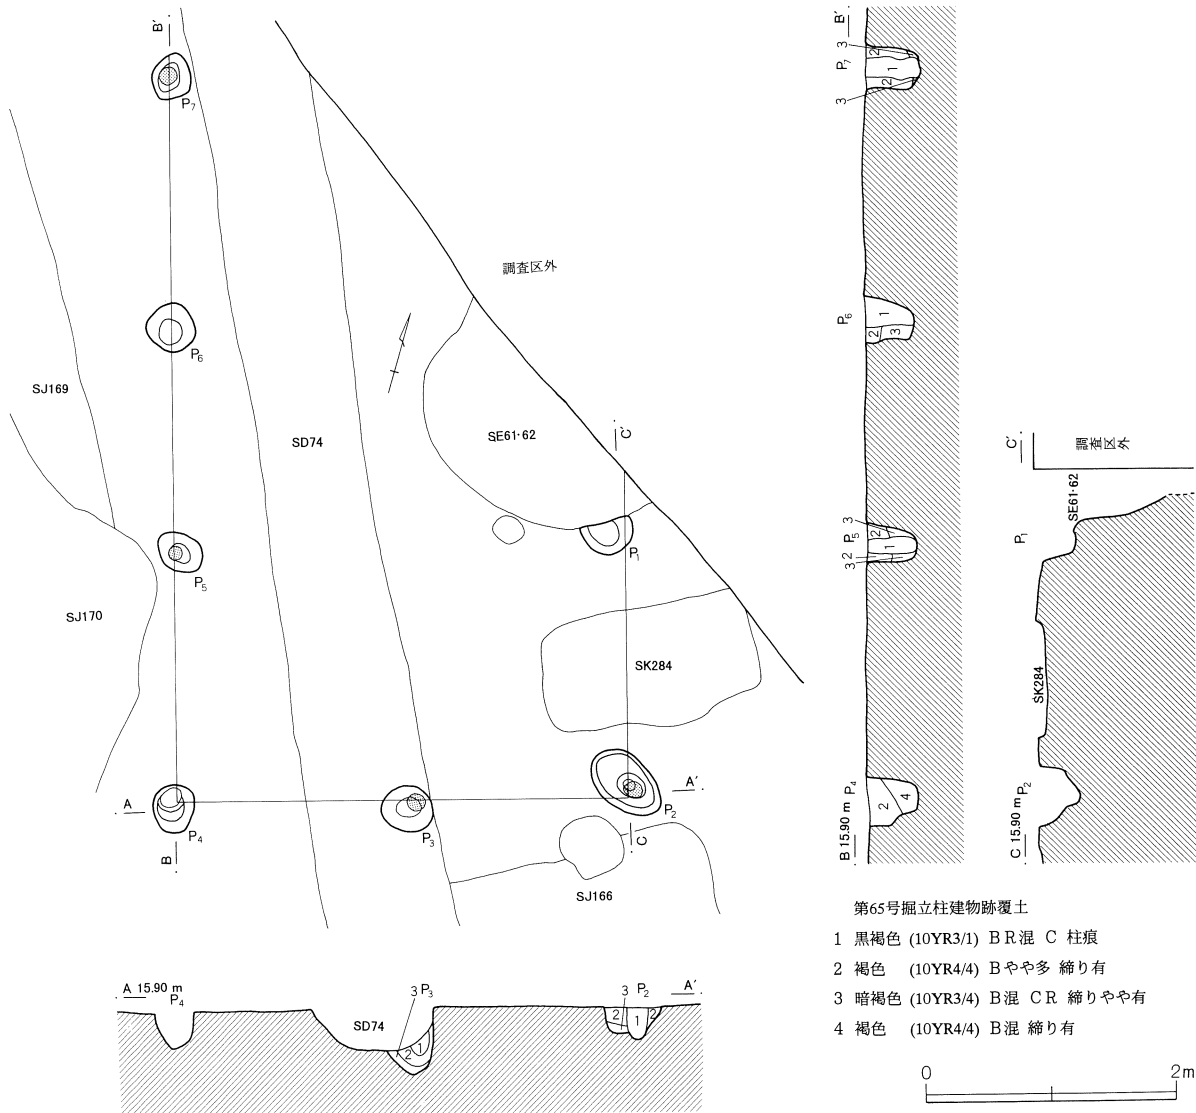 B′
P7
調査区外
P6
SJ169
SD74
SE61·62
C′
P1
P5
SJ170
SK284
A
A′
P4
P3
P2
B
C
SJ166
A 15.90 m
P4
3 P3
SD74
2 1
3 P2
2 1 2
A′
B′
3
2
P7
1
2
3
P6
1
2 3
3
P5
2
1
2
3
P4
2 4
B 15.90 m
C′
調査区外
SE61·62
P1
SK284
P2
C 15.90 m
第65号掘立柱建物跡覆土
1 黒褐色 (10YR3/1) BR混 C 柱痕
2 褐色 (10YR4/4) Bやや多 締り有
3 暗褐色 (10YR3/4) B混 CR 締りやや有
4 褐色 (10YR4/4) B混 締り有
0 2m